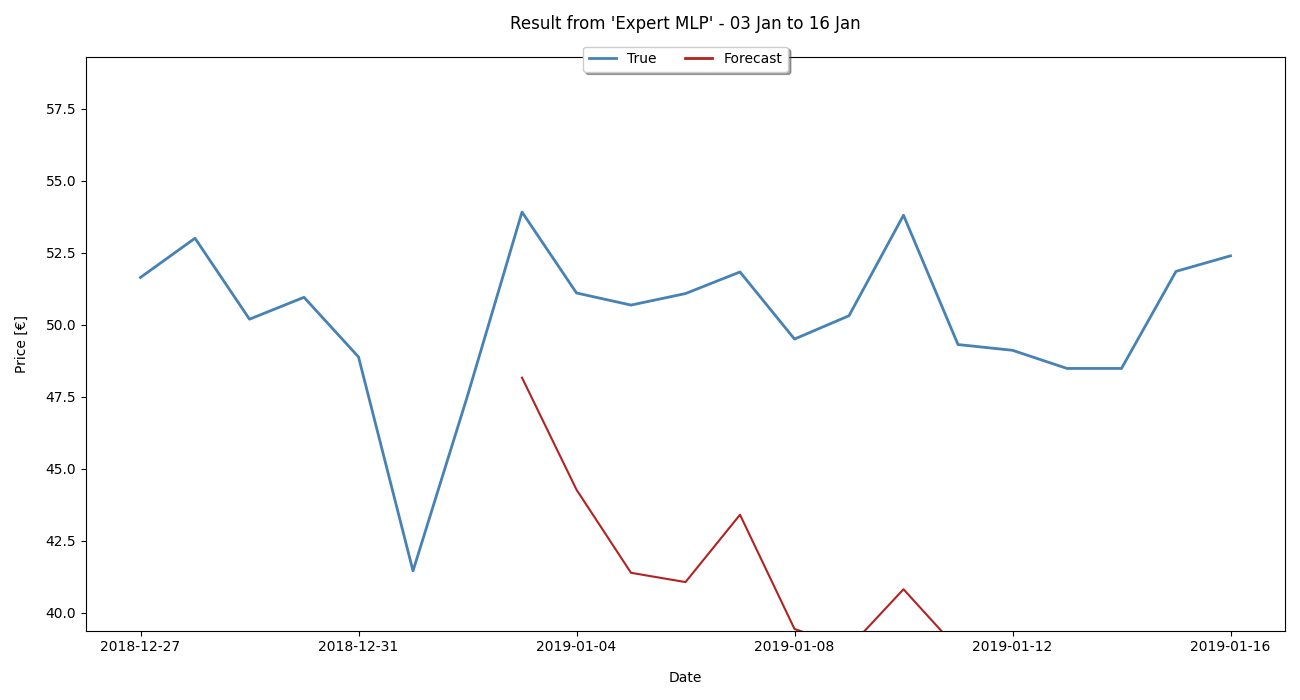 Result from 'Expert MLP' - 03 Jan to 16 Jan
True Forecast
57.5
55.0
52.5
50.0
47.5
45.0
42.5
40.0
Price [€]
2018-12-27 2018-12-31 2019-01-04 2019-01-08 2019-01-12 2019-01-16
Date